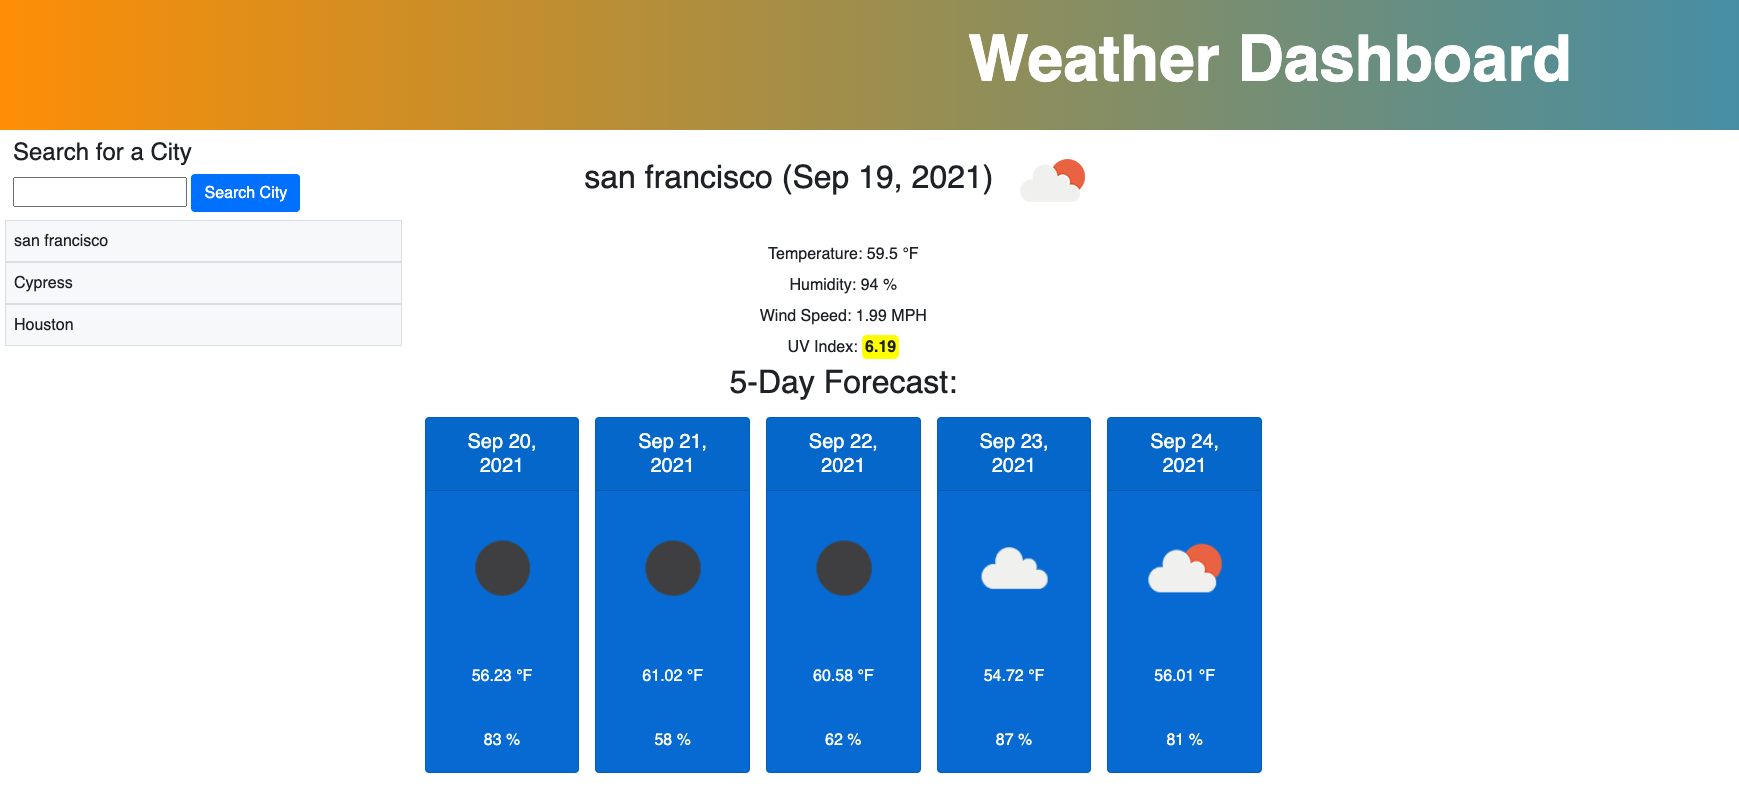 Weather Dashboard
Search for a City
Search City
san francisco
Cypress
Houston
san francisco (Sep 19, 2021)
Temperature: 59.5 °F
Humidity: 94 %
Wind Speed: 1.99 MPH
UV Index: 6.19
5-Day Forecast:
Sep 20,
2021
56.23 °F
83 %
Sep 21,
2021
61.02 °F
58 %
Sep 22,
2021
60.58 °F
62 %
Sep 23,
2021
54.72 °F
87 %
Sep 24,
2021
56.01 °F
81 %